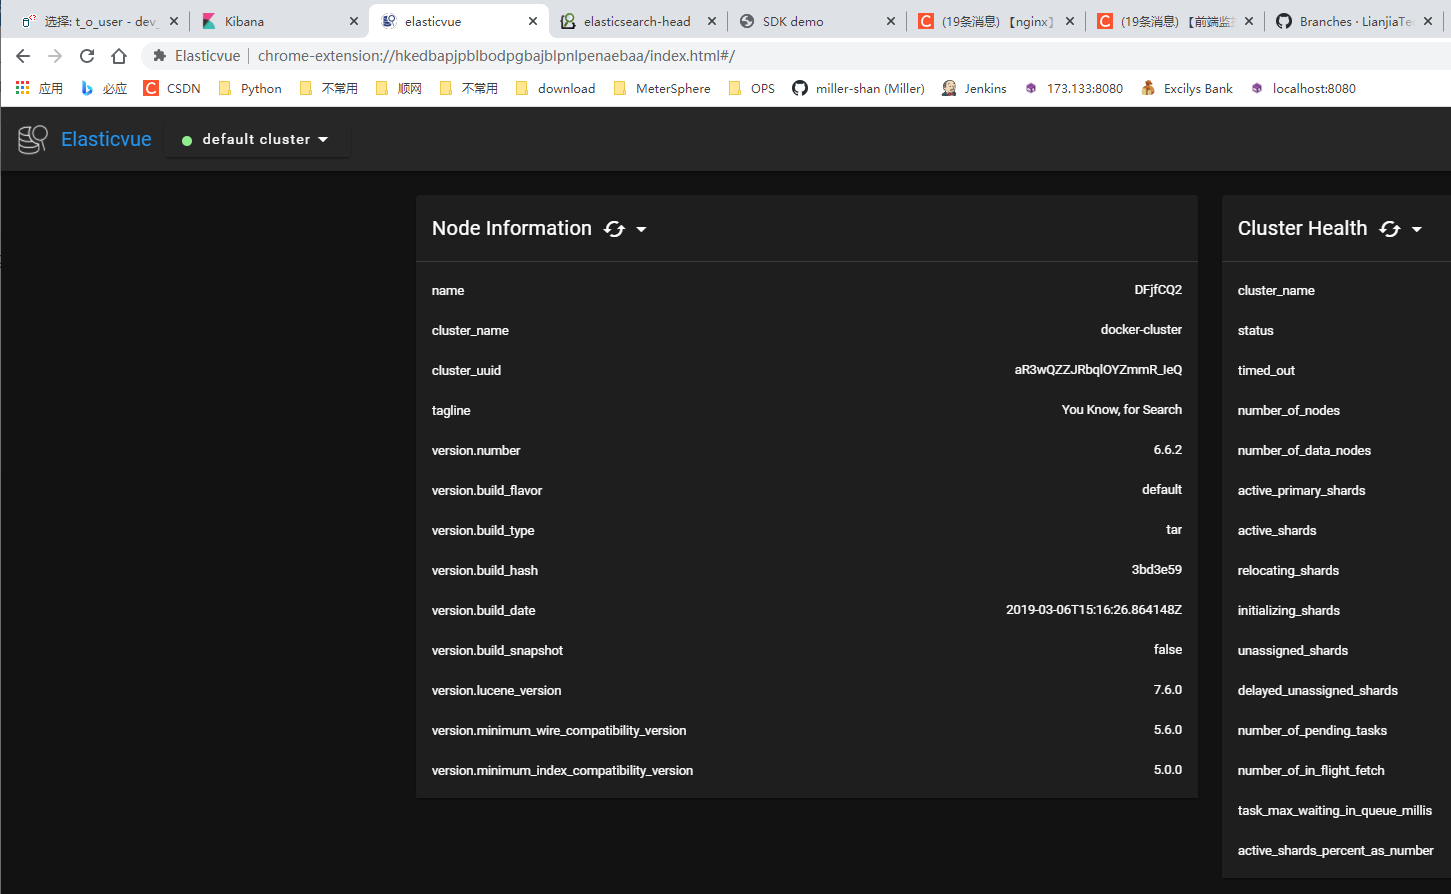 选择: t_o_user - dev_
Kibana
elasticvue
elasticsearch-head
SDK demo
(19条消息) 【nginx】
(19条消息) 【前端监
Branches · LianjiaTe
Elasticvue
chrome-extension://hkedbapjpblbodpgbajblpnlpenaebaa/index.html#/
应用
必应
CSDN
Python
不常用
顺网
不常用
download
MeterSphere
OPS
miller-shan (Miller)
Jenkins
173.133:8080
Excilys Bank
localhost:8080
Elasticvue
default cluster
Node Information
name DFjfCQ2
cluster_name docker-cluster
cluster_uuid aR3wQZZJRbqlOYZmmR_IeQ
tagline You Know, for Search
version.number 6.6.2
version.build_flavor default
version.build_type tar
version.build_hash 3bd3e59
version.build_date 2019-03-06T15:16:26.864148Z
version.build_snapshot false
version.lucene_version 7.6.0
version.minimum_wire_compatibility_version 5.6.0
version.minimum_index_compatibility_version 5.0.0
Cluster Health
cluster_name
status
timed_out
number_of_nodes
number_of_data_nodes
active_primary_shards
active_shards
relocating_shards
initializing_shards
unassigned_shards
delayed_unassigned_shards
number_of_pending_tasks
number_of_in_flight_fetch
task_max_waiting_in_queue_millis
active_shards_percent_as_number